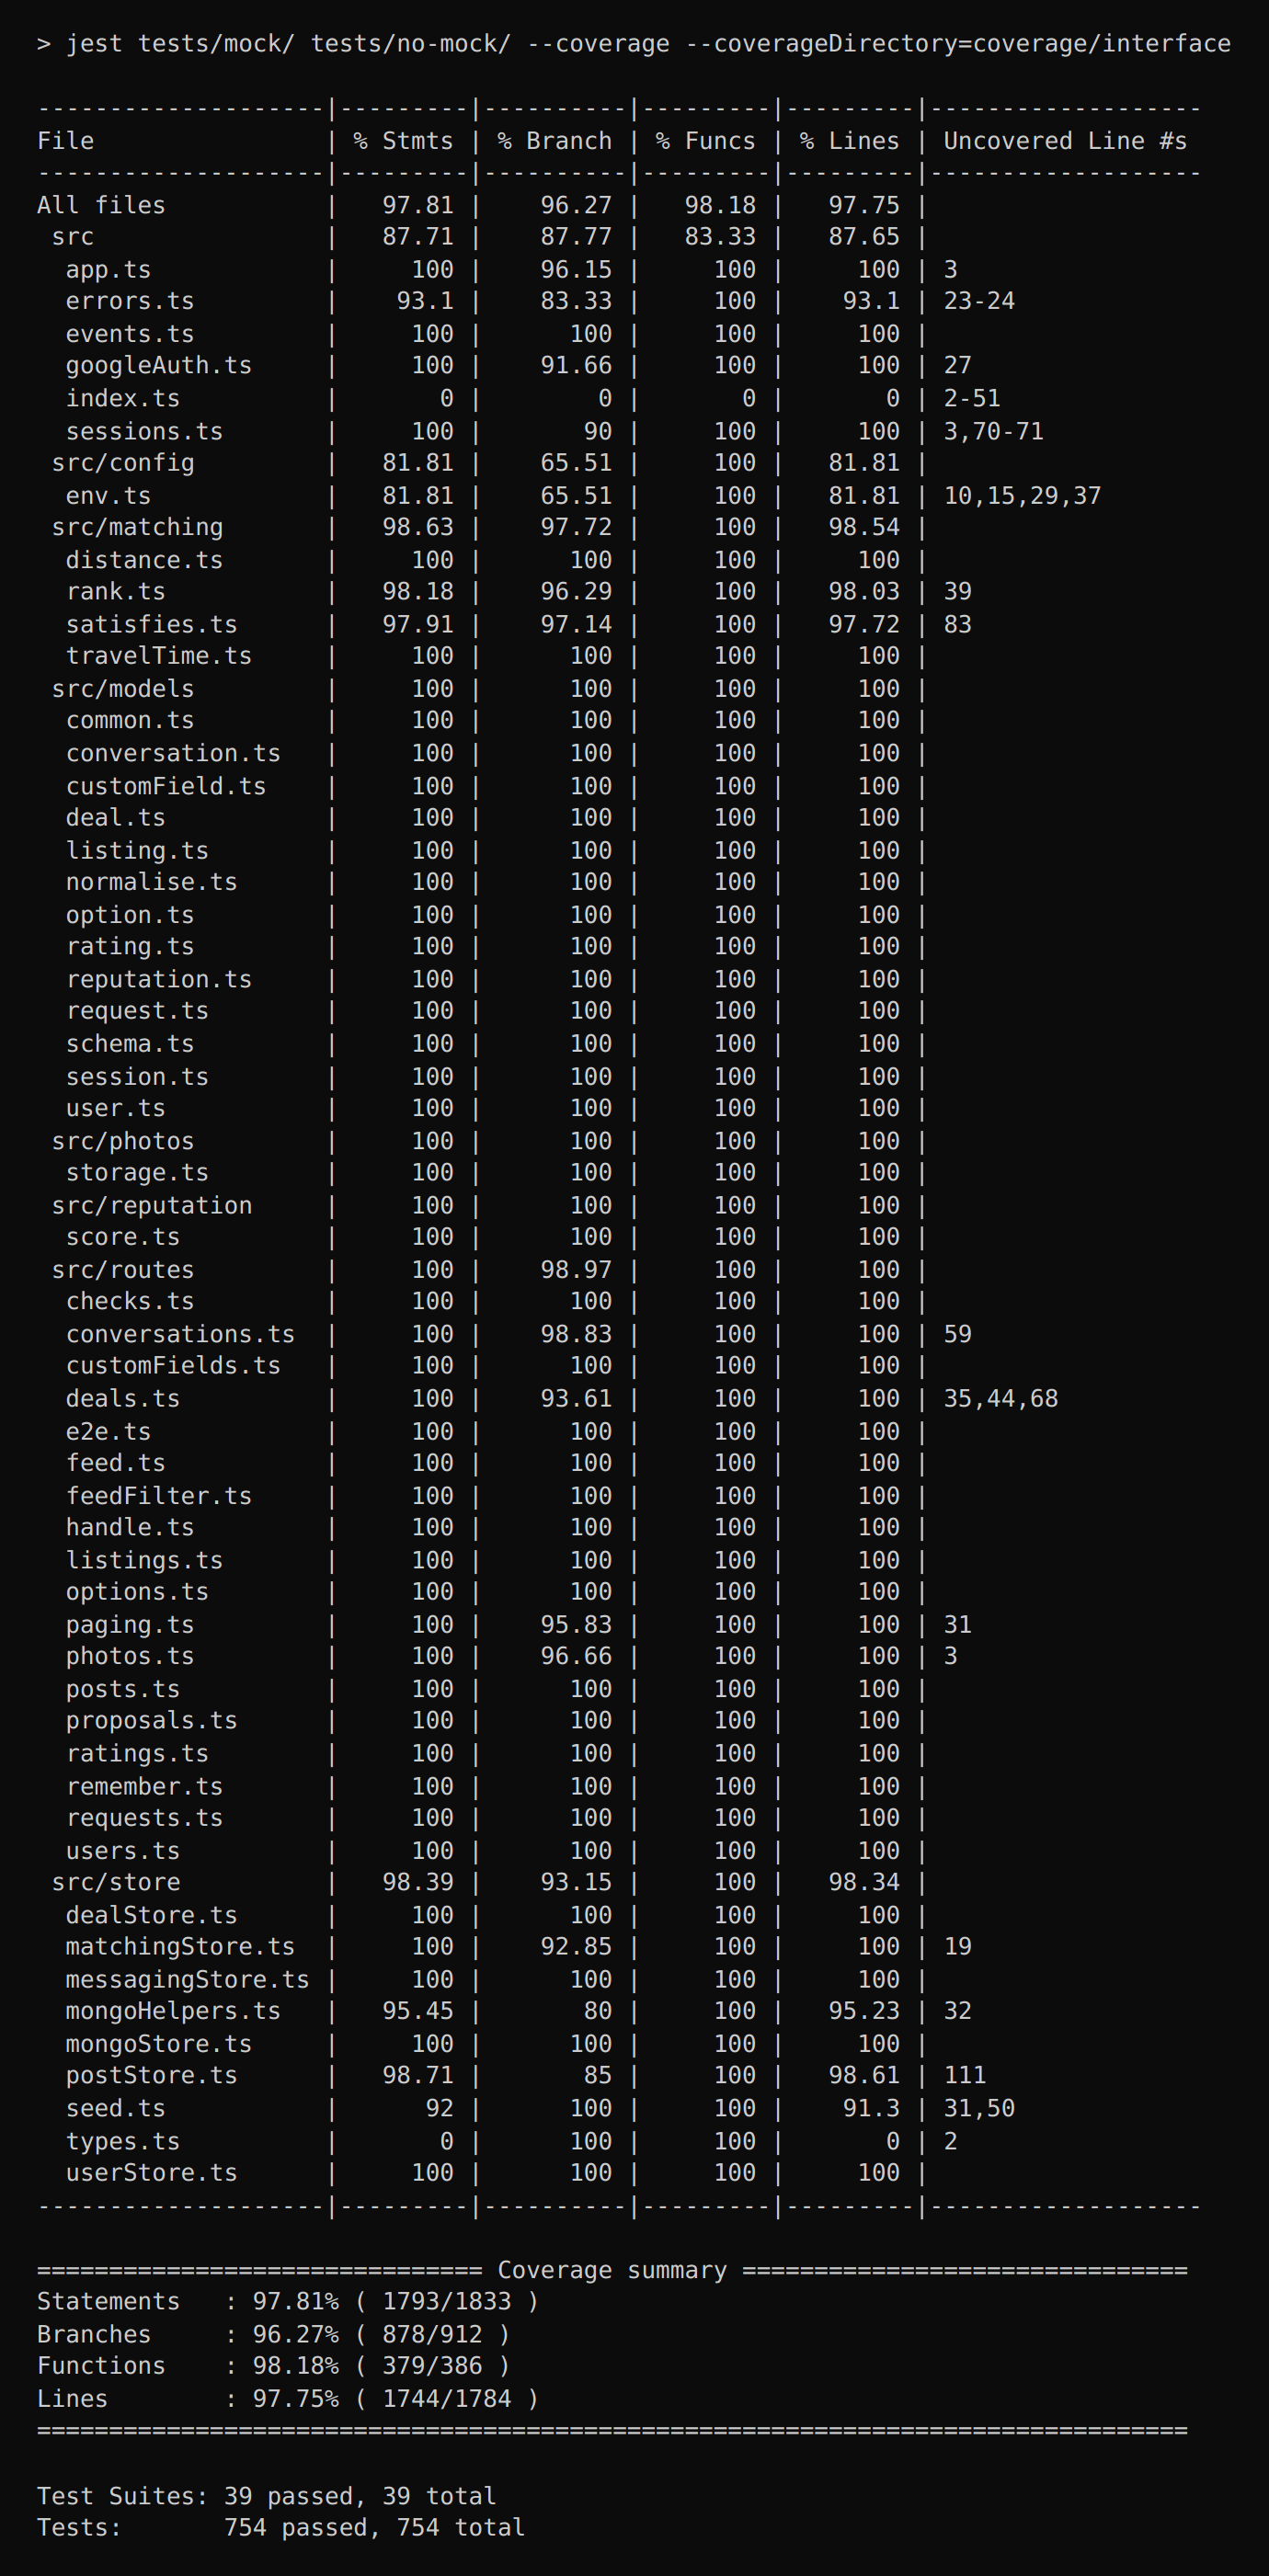 > jest tests/mock/ tests/no-mock/ --coverage --coverageDirectory=coverage/interface
--------------------|---------|----------|---------|---------|-------------------
File                | % Stmts | % Branch | % Funcs | % Lines | Uncovered Line #s
--------------------|---------|----------|---------|---------|-------------------
All files           |   97.81 |    96.27 |   98.18 |   97.75 |
 src                |   87.71 |    87.77 |   83.33 |   87.65 |
  app.ts            |     100 |    96.15 |     100 |     100 | 3
  errors.ts         |    93.1 |    83.33 |     100 |    93.1 | 23-24
  events.ts         |     100 |      100 |     100 |     100 |
  googleAuth.ts     |     100 |    91.66 |     100 |     100 | 27
  index.ts          |       0 |        0 |       0 |       0 | 2-51
  sessions.ts       |     100 |       90 |     100 |     100 | 3,70-71
 src/config         |   81.81 |    65.51 |     100 |   81.81 |
  env.ts            |   81.81 |    65.51 |     100 |   81.81 | 10,15,29,37
 src/matching       |   98.63 |    97.72 |     100 |   98.54 |
  distance.ts       |     100 |      100 |     100 |     100 |
  rank.ts           |   98.18 |    96.29 |     100 |   98.03 | 39
  satisfies.ts      |   97.91 |    97.14 |     100 |   97.72 | 83
  travelTime.ts     |     100 |      100 |     100 |     100 |
 src/models         |     100 |      100 |     100 |     100 |
  common.ts         |     100 |      100 |     100 |     100 |
  conversation.ts   |     100 |      100 |     100 |     100 |
  customField.ts    |     100 |      100 |     100 |     100 |
  deal.ts           |     100 |      100 |     100 |     100 |
  listing.ts        |     100 |      100 |     100 |     100 |
  normalise.ts      |     100 |      100 |     100 |     100 |
  option.ts         |     100 |      100 |     100 |     100 |
  rating.ts         |     100 |      100 |     100 |     100 |
  reputation.ts     |     100 |      100 |     100 |     100 |
  request.ts        |     100 |      100 |     100 |     100 |
  schema.ts         |     100 |      100 |     100 |     100 |
  session.ts        |     100 |      100 |     100 |     100 |
  user.ts           |     100 |      100 |     100 |     100 |
 src/photos         |     100 |      100 |     100 |     100 |
  storage.ts        |     100 |      100 |     100 |     100 |
 src/reputation     |     100 |      100 |     100 |     100 |
  score.ts          |     100 |      100 |     100 |     100 |
 src/routes         |     100 |    98.97 |     100 |     100 |
  checks.ts         |     100 |      100 |     100 |     100 |
  conversations.ts  |     100 |    98.83 |     100 |     100 | 59
  customFields.ts   |     100 |      100 |     100 |     100 |
  deals.ts          |     100 |    93.61 |     100 |     100 | 35,44,68
  e2e.ts            |     100 |      100 |     100 |     100 |
  feed.ts           |     100 |      100 |     100 |     100 |
  feedFilter.ts     |     100 |      100 |     100 |     100 |
  handle.ts         |     100 |      100 |     100 |     100 |
  listings.ts       |     100 |      100 |     100 |     100 |
  options.ts        |     100 |      100 |     100 |     100 |
  paging.ts         |     100 |    95.83 |     100 |     100 | 31
  photos.ts         |     100 |    96.66 |     100 |     100 | 3
  posts.ts          |     100 |      100 |     100 |     100 |
  proposals.ts      |     100 |      100 |     100 |     100 |
  ratings.ts        |     100 |      100 |     100 |     100 |
  remember.ts       |     100 |      100 |     100 |     100 |
  requests.ts       |     100 |      100 |     100 |     100 |
  users.ts          |     100 |      100 |     100 |     100 |
 src/store          |   98.39 |    93.15 |     100 |   98.34 |
  dealStore.ts      |     100 |      100 |     100 |     100 |
  matchingStore.ts  |     100 |    92.85 |     100 |     100 | 19
  messagingStore.ts |     100 |      100 |     100 |     100 |
  mongoHelpers.ts   |   95.45 |       80 |     100 |   95.23 | 32
  mongoStore.ts     |     100 |      100 |     100 |     100 |
  postStore.ts      |   98.71 |       85 |     100 |   98.61 | 111
  seed.ts           |      92 |      100 |     100 |    91.3 | 31,50
  types.ts          |       0 |      100 |     100 |       0 | 2
  userStore.ts      |     100 |      100 |     100 |     100 |
--------------------|---------|----------|---------|---------|-------------------
=============================== Coverage summary ===============================
Statements   : 97.81% ( 1793/1833 )
Branches     : 96.27% ( 878/912 )
Functions    : 98.18% ( 379/386 )
Lines        : 97.75% ( 1744/1784 )
================================================================================
Test Suites: 39 passed, 39 total
Tests:       754 passed, 754 total